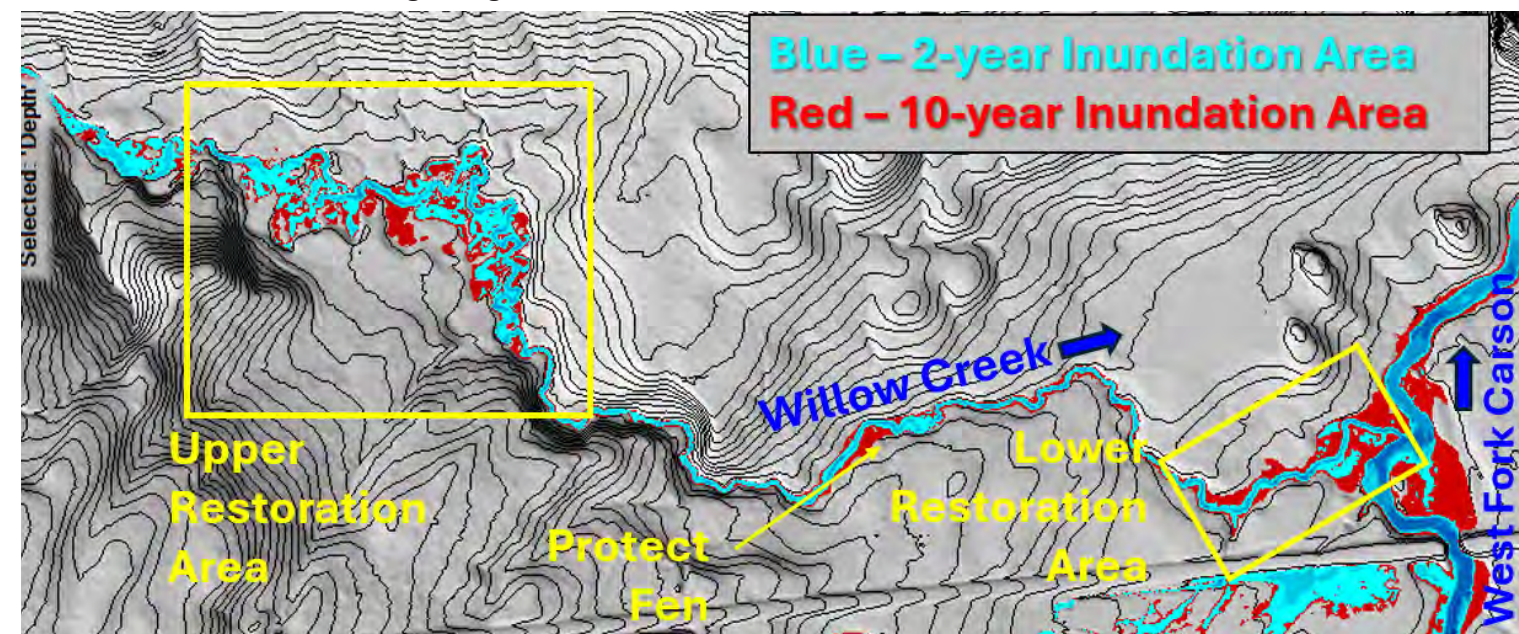 Blue – 2-year Inundation Area
Red – 10-year Inundation Area
Selected: 'Depth'
Willow Creek
West Fork Carson
Upper
Restoration
Area
Protect
Fen
Lower
Restoration
Area